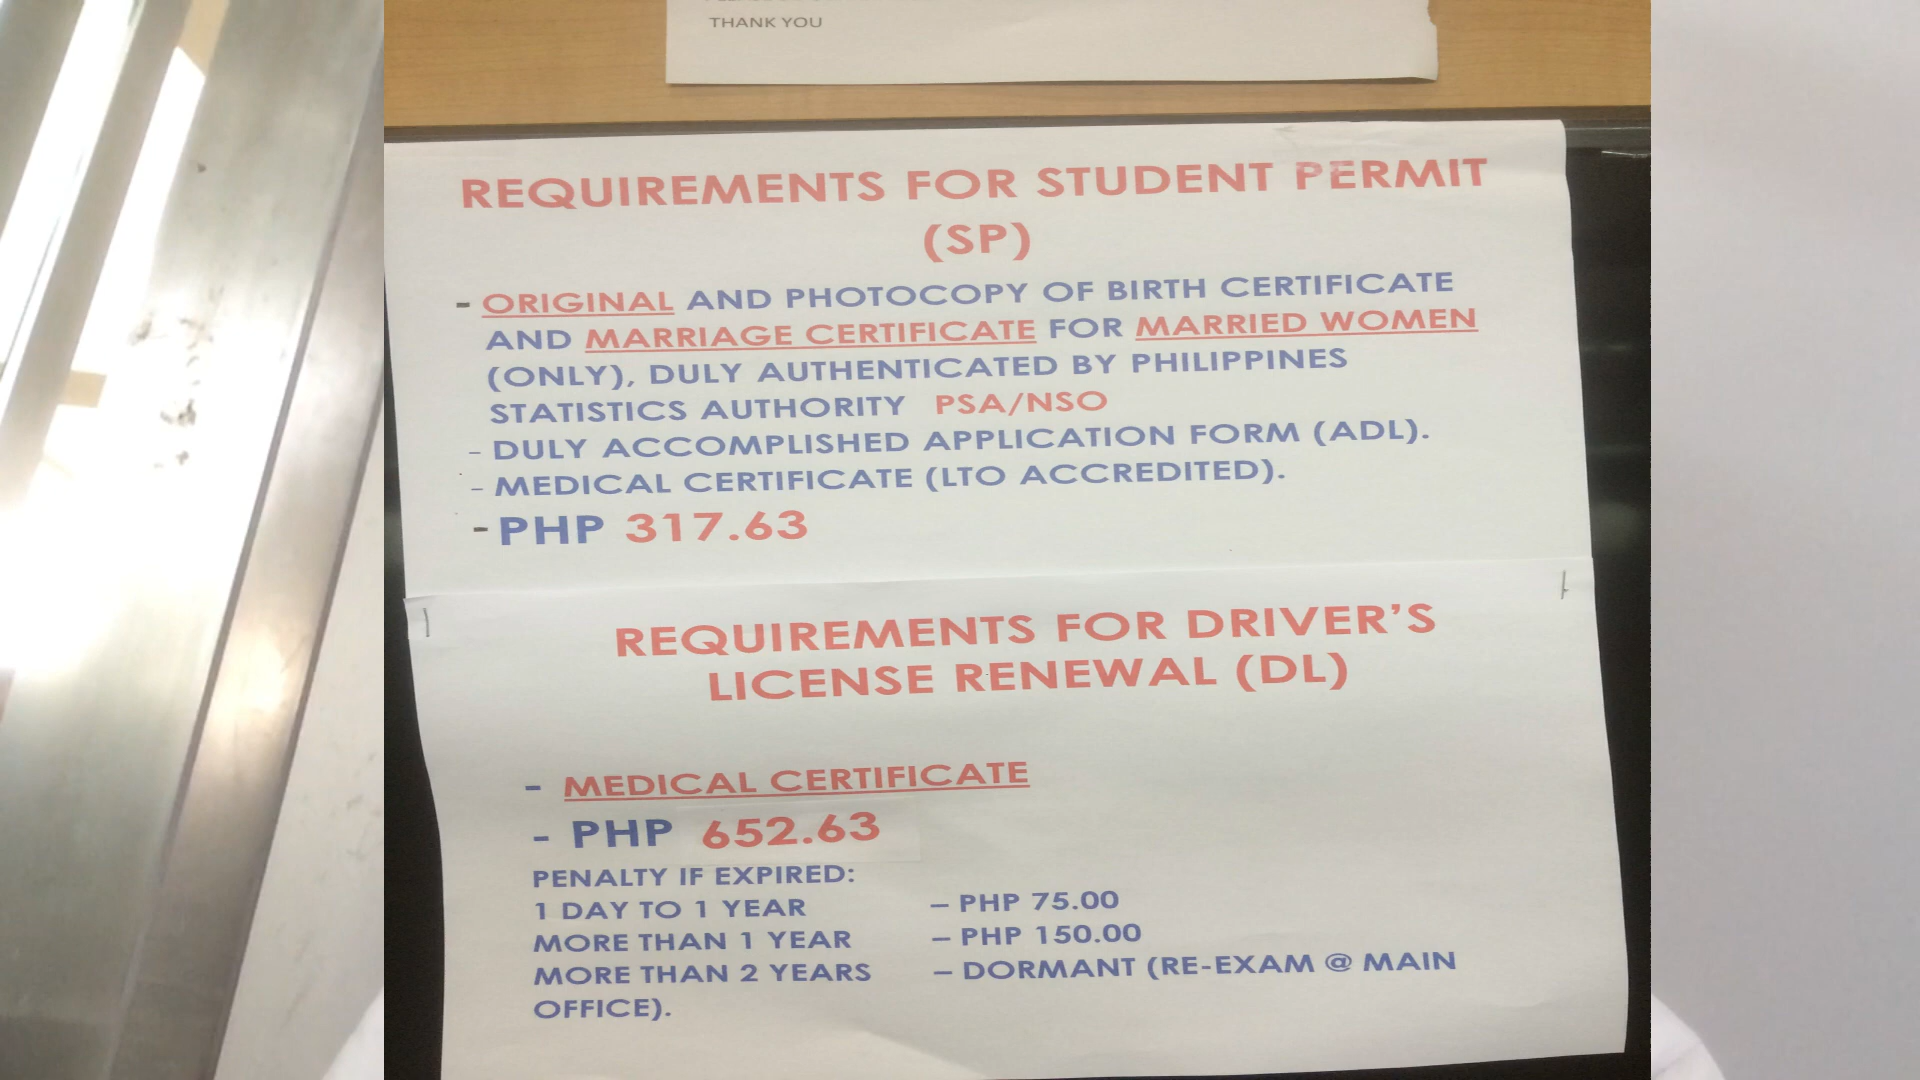 THANK YOU
REQUIREMENTS FOR STUDENT PERMIT
(SP)
- ORIGINAL AND PHOTOCOPY OF BIRTH CERTIFICATE
AND MARRIAGE CERTIFICATE FOR MARRIED WOMEN
(ONLY), DULY AUTHENTICATED BY PHILIPPINES
STATISTICS AUTHORITY PSA/NSO
- DULY ACCOMPLISHED APPLICATION FORM (ADL).
- MEDICAL CERTIFICATE (LTO ACCREDITED).
- PHP 317.63
REQUIREMENTS FOR DRIVER'S
LICENSE RENEWAL (DL)
- MEDICAL CERTIFICATE
- PHP 652.63
PENALTY IF EXPIRED:
1 DAY TO 1 YEAR – PHP 75.00
MORE THAN 1 YEAR – PHP 150.00
MORE THAN 2 YEARS – DORMANT (RE-EXAM @ MAIN
OFFICE).